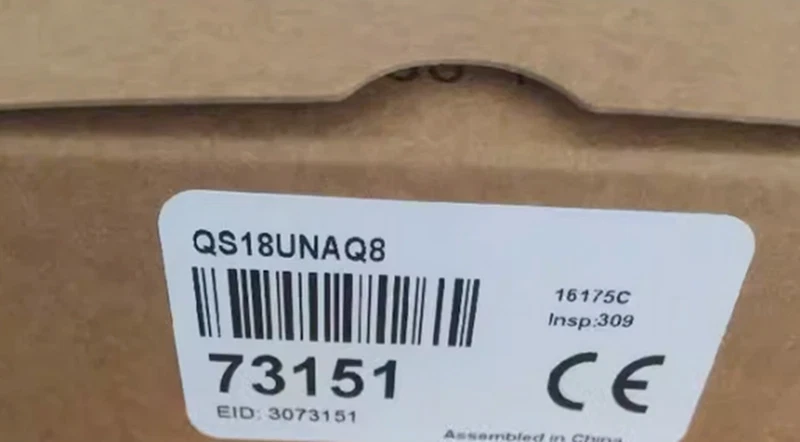 QS18UNAQ8
16175C
Insp:309
73151
CE
EID: 3073151
Assembled in China